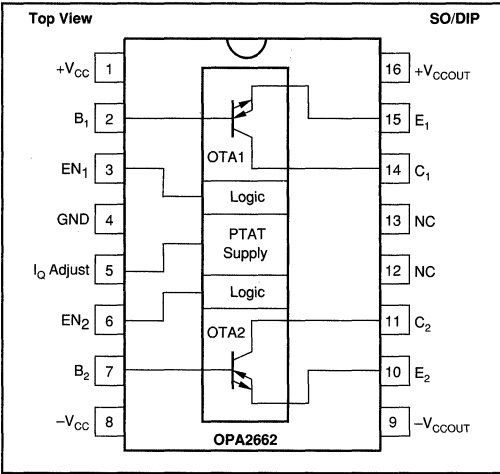 Top View SO/DIP
+VCC 1 16 +VCCOUT
B1 2 15 E1
OTA1
EN1 3 14 C1
Logic
GND 4 13 NC
PTAT
Supply
IQ Adjust 5 12 NC
Logic
EN2 6 11 C2
OTA2
B2 7 10 E2
–VCC 8 9 –VCCOUT
OPA2662